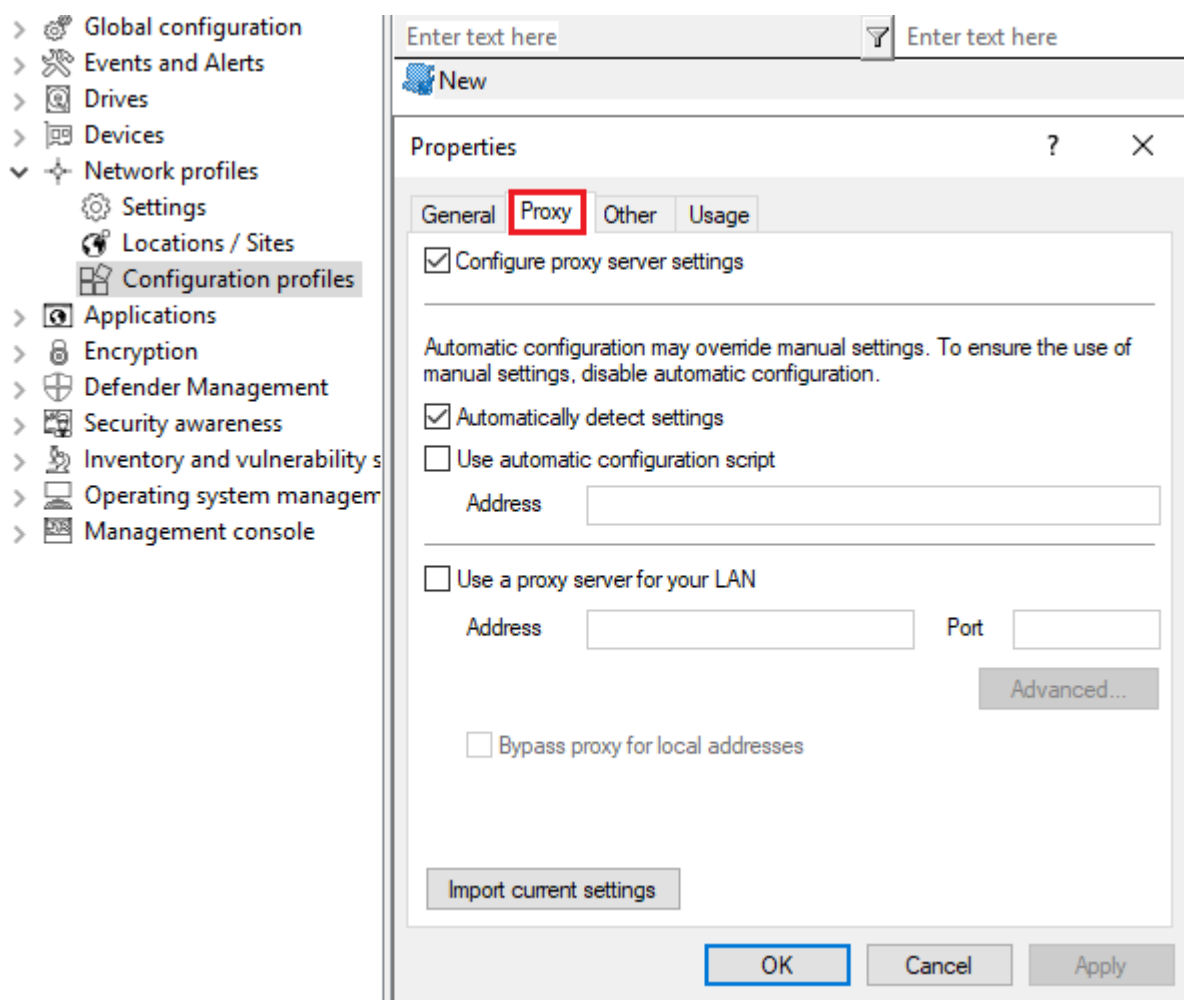 Global configuration
Events and Alerts
Drives
Devices
Network profiles
Settings
Locations / Sites
Configuration profiles
Applications
Encryption
Defender Management
Security awareness
Inventory and vulnerability s
Operating system managem
Management console
Enter text here
Enter text here
New
Properties
?
General Proxy Other Usage
Configure proxy server settings
Automatic configuration may override manual settings. To ensure the use of
manual settings, disable automatic configuration.
Automatically detect settings
Use automatic configuration script
Address
Use a proxy server for your LAN
Address Port
Advanced...
Bypass proxy for local addresses
Import current settings
OK Cancel Apply